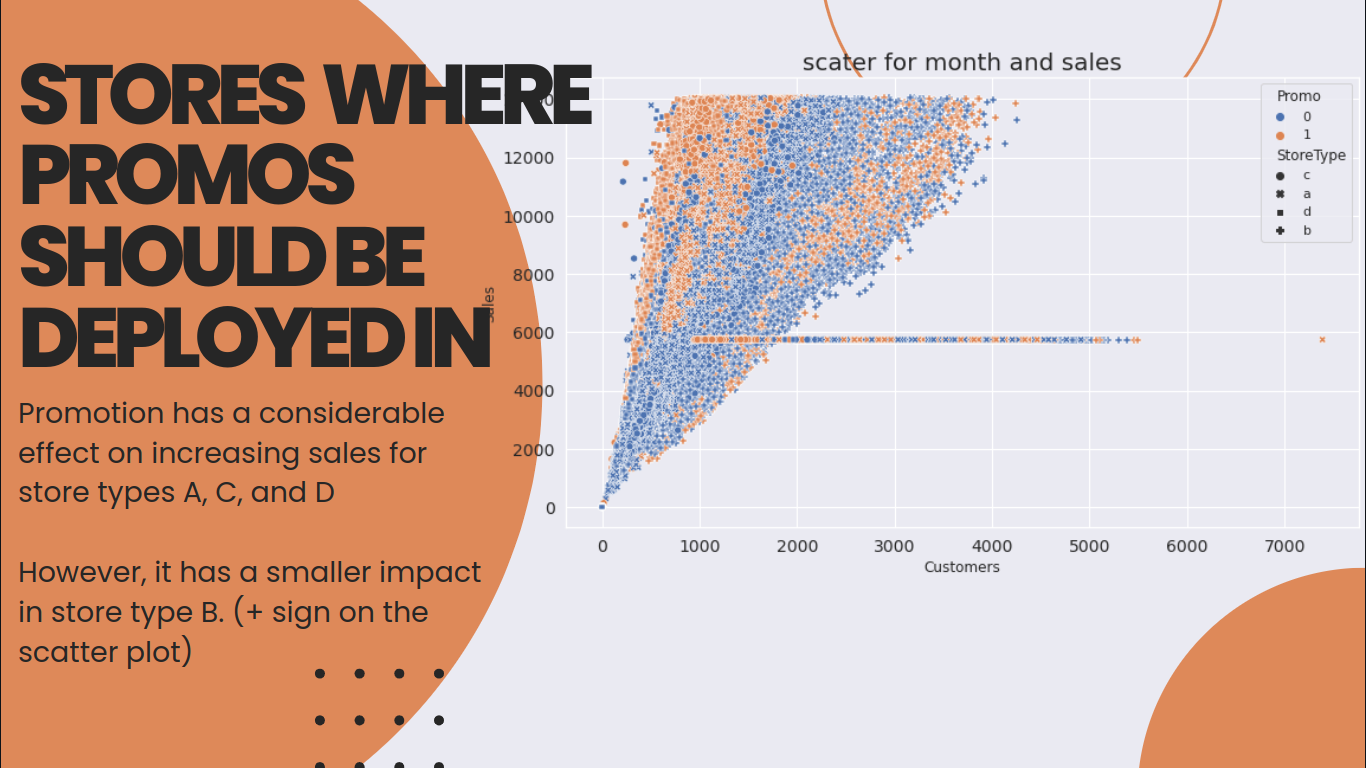 STORES WHERE
PROMOS
SHOULD BE
DEPLOYED IN
Promotion has a considerable
effect on increasing sales for
store types A, C, and D
However, it has a smaller impact
in store type B. (+ sign on the
scatter plot)
scater for month and sales
12000
10000
8000
6000
4000
2000
0
Sales
0 1000 2000 3000 4000 5000 6000 7000
Customers
Promo
0
1
StoreType
c
a
d
b